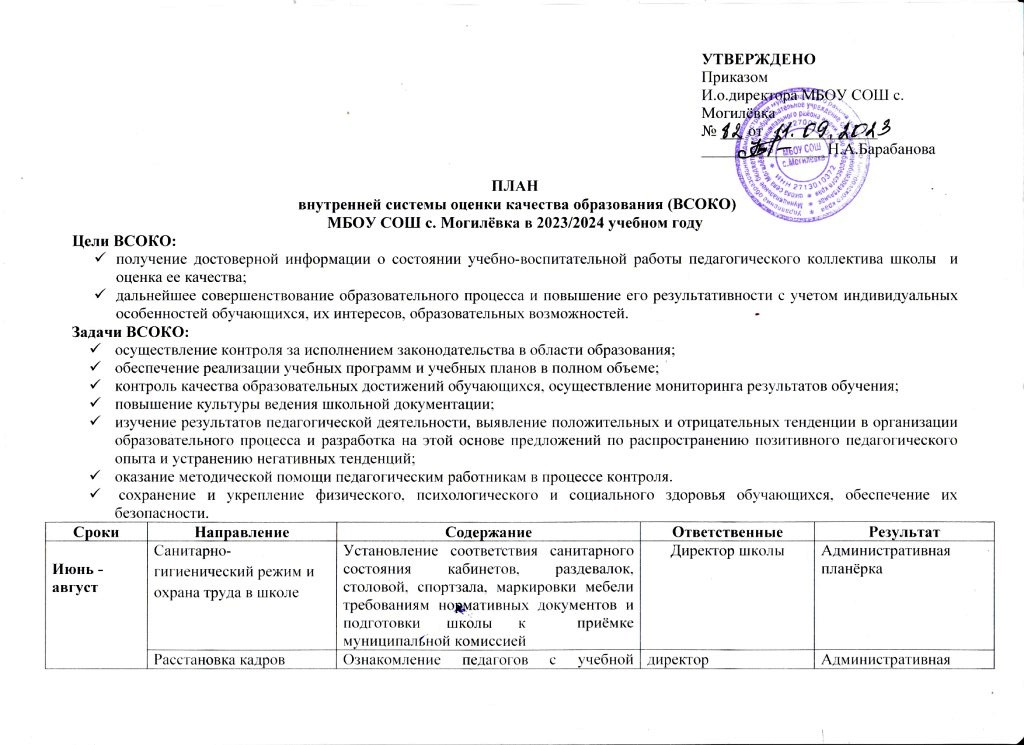 УТВЕРЖДЕНО
Приказом
И.о.директора МБОУ СОШ с.
Могилёвка
№ 82 от 11.09.2023
Н.А.Барабанова
МБОУ СОШ
с. Могилёвка
ИНН 2713010372
ПЛАН
внутренней системы оценки качества образования (ВСОКО)
МБОУ СОШ с. Могилёвка в 2023/2024 учебном году
Цели ВСОКО:
✓ получение достоверной информации о состоянии учебно-воспитательной работы педагогического коллектива школы и
оценка ее качества;
✓ дальнейшее совершенствование образовательного процесса и повышение его результативности с учетом индивидуальных
особенностей обучающихся, их интересов, образовательных возможностей.
Задачи ВСОКО:
✓ осуществление контроля за исполнением законодательства в области образования;
✓ обеспечение реализации учебных программ и учебных планов в полном объеме;
✓ контроль качества образовательных достижений обучающихся, осуществление мониторинга результатов обучения;
✓ повышение культуры ведения школьной документации;
✓ изучение результатов педагогической деятельности, выявление положительных и отрицательных тенденции в организации
образовательного процесса и разработка на этой основе предложений по распространению позитивного педагогического
опыта и устранению негативных тенденций;
✓ оказание методической помощи педагогическим работникам в процессе контроля.
✓ сохранение и укрепление физического, психологического и социального здоровья обучающихся, обеспечение их
безопасности.
Сроки Направление Содержание Ответственные Результат
Июнь -
август
Санитарно-
гигиенический режим и
охрана труда в школе
Установление соответствия санитарного
состояния кабинетов, раздевалок,
столовой, спортзала, маркировки мебели
требованиям нормативных документов и
подготовки школы к приёмке
муниципальной комиссией
Директор школы
Административная
планёрка
Расстановка кадров
Ознакомление педагогов с учебной
директор
Административная